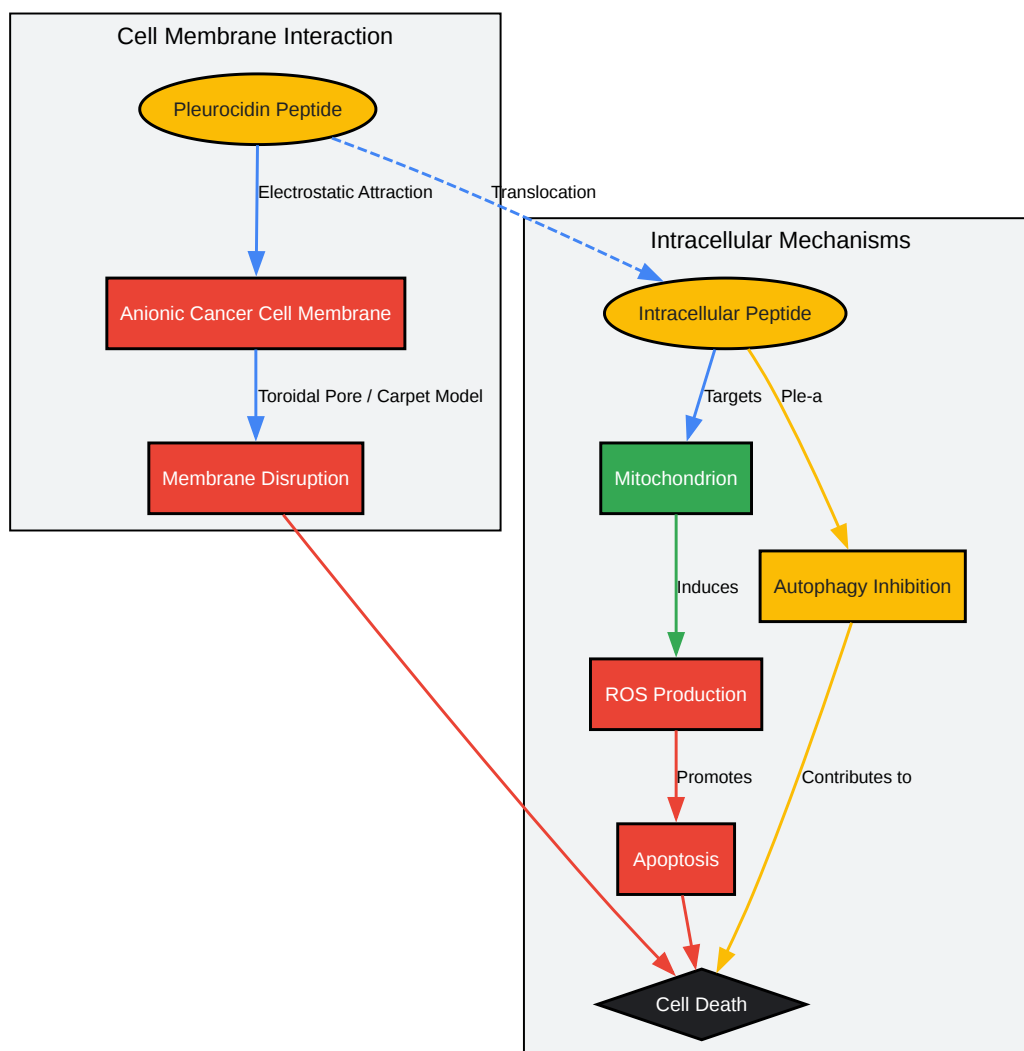 Cell Membrane Interaction
Pleurocidin Peptide
Electrostatic Attraction
Translocation
Anionic Cancer Cell Membrane
Toroidal Pore / Carpet Model
Membrane Disruption
Intracellular Mechanisms
Intracellular Peptide
Targets
Ple-a
Mitochondrion
Autophagy Inhibition
Induces
ROS Production
Promotes
Contributes to
Apoptosis
Cell Death